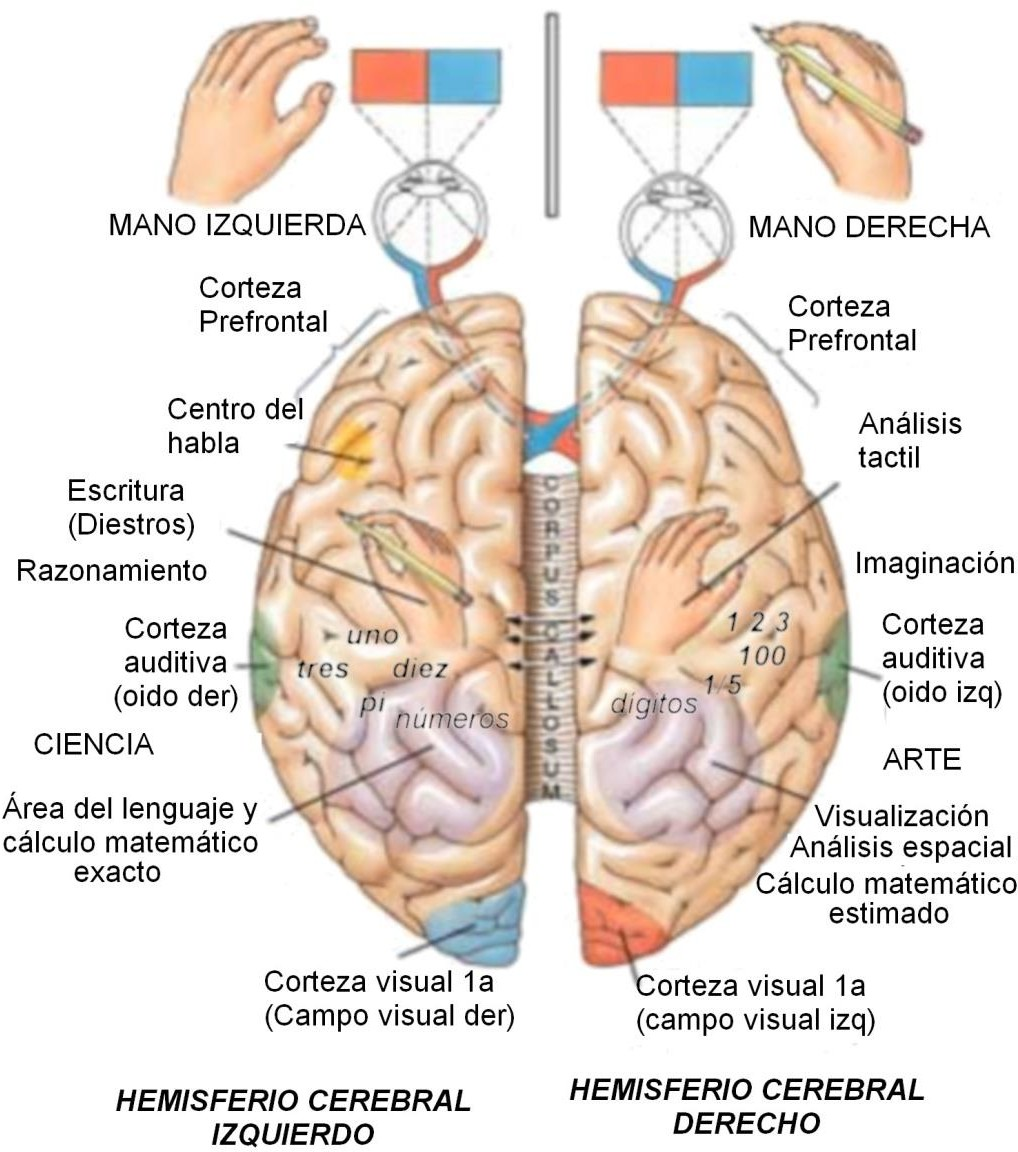 MANO IZQUIERDA
MANO DERECHA
Corteza
Prefrontal
Corteza
Prefrontal
Centro del
habla
Análisis
tactil
Escritura
(Diestros)
Razonamiento
Imaginación
CORPUS CALLOSUM
Corteza
auditiva
(oido der)
uno
tres
diez
pi
números
1 2 3
100
1/5
dígitos
Corteza
auditiva
(oido izq)
CIENCIA
ARTE
Área del lenguaje y
cálculo matemático
exacto
Visualización
Análisis espacial
Cálculo matemático
estimado
Corteza visual 1a
(Campo visual der)
Corteza visual 1a
(campo visual izq)
HEMISFERIO CEREBRAL
IZQUIERDO
HEMISFERIO CEREBRAL
DERECHO